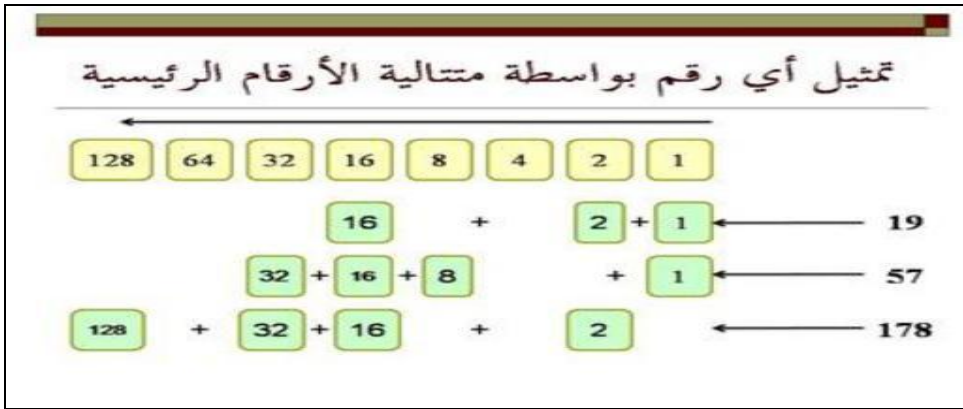 تمثيل أي رقم بواسطة متتالية الأرقام الرئيسية
128 64 32 16 8 4 2 1
16 + 2 + 1 19
32 + 16 + 8 + 1 57
128 + 32 + 16 + 2 178